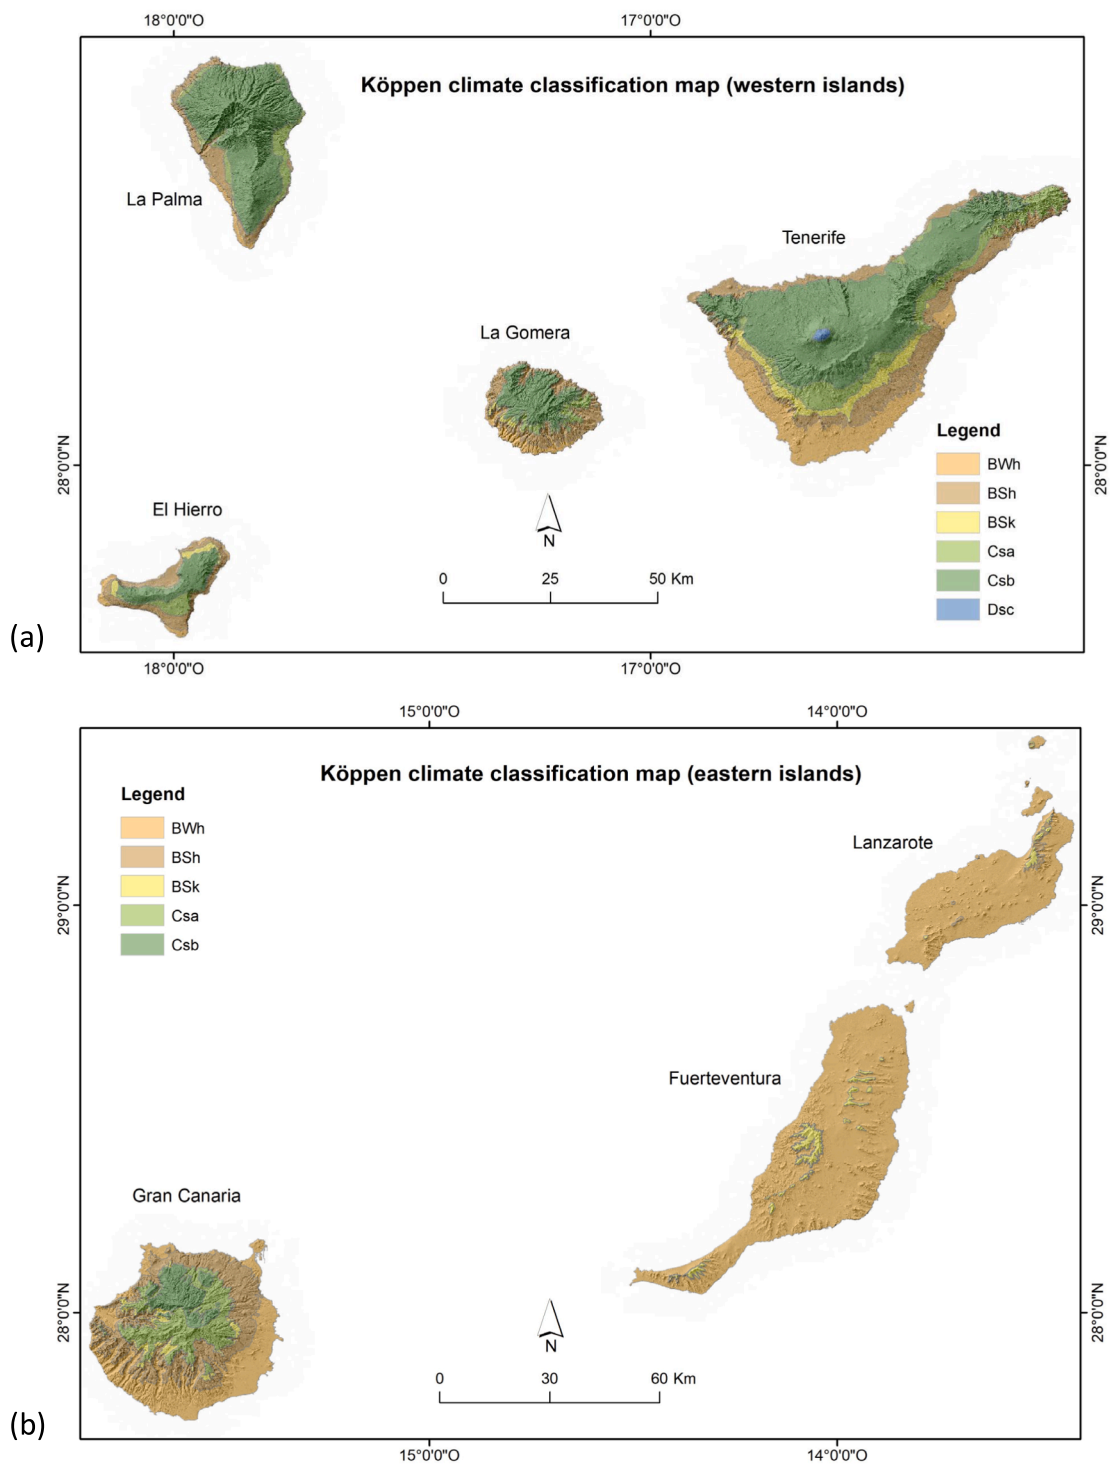 18°0'0"O 17°0'0"O
Köppen climate classification map (western islands)
La Palma
Tenerife
La Gomera
Legend
BWh
28°0'0"N 28°0'0"N
BSh
El Hierro
BSk
N
Csa
0 25 50 Km
Csb
Dsc
(a)
18°0'0"O 17°0'0"O
15°0'0"O 14°0'0"O
Köppen climate classification map (eastern islands)
Legend
BWh
Lanzarote
BSh
BSk
29°0'0"N 29°0'0"N
Csa
Csb
Fuerteventura
Gran Canaria
28°0'0"N 28°0'0"N
N
0 30 60 Km
(b)
15°0'0"O 14°0'0"O